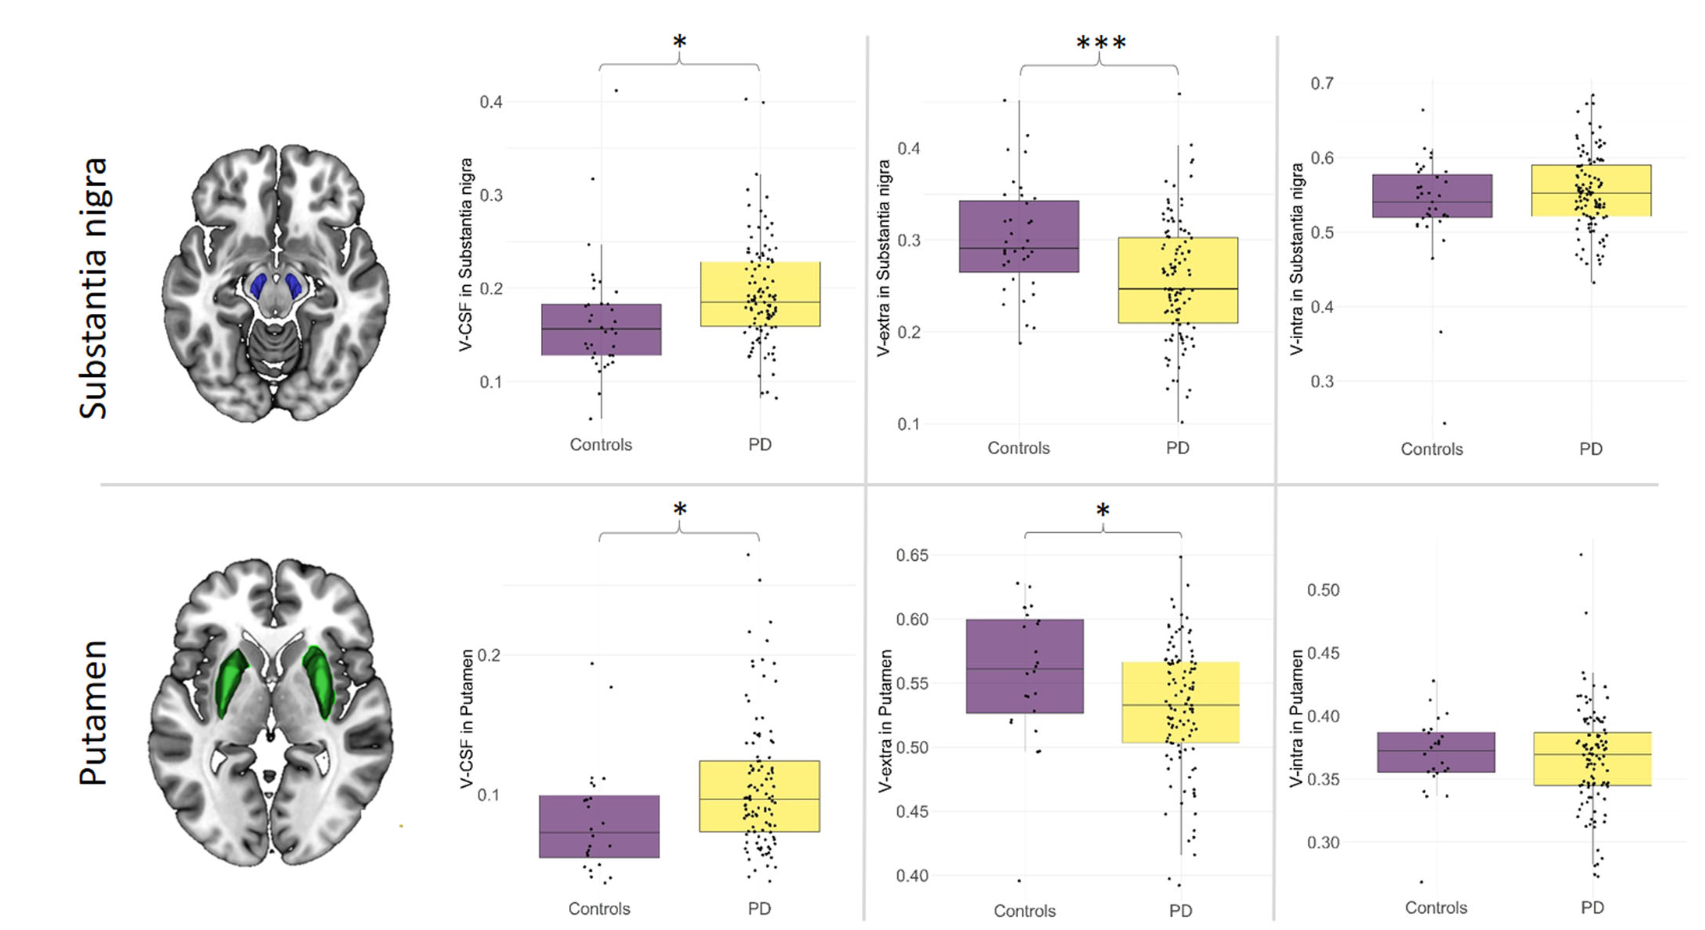 Substantia nigra
*
V-CSF in Substantia nigra
0.4
0.3
0.2
0.1
Controls PD
***
V-extra in Substantia nigra
0.4
0.3
0.2
0.1
Controls PD
V-intra in Substantia nigra
0.7
0.6
0.5
0.4
0.3
Controls PD
Putamen
*
V-CSF in Putamen
0.2
0.1
Controls PD
*
V-extra in Putamen
0.65
0.60
0.55
0.50
0.45
0.40
Controls PD
V-intra in Putamen
0.50
0.45
0.40
0.35
0.30
Controls PD